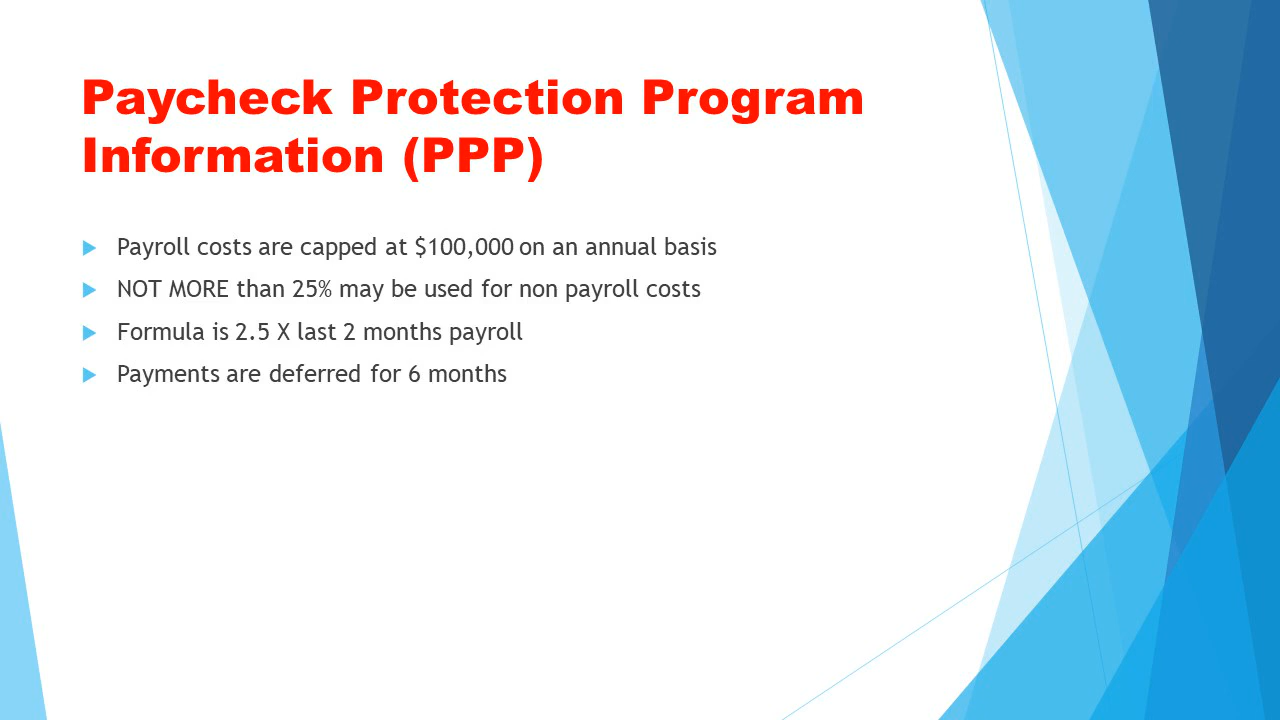 Paycheck Protection Program
Information (PPP)
Payroll costs are capped at $100,000 on an annual basis
NOT MORE than 25% may be used for non payroll costs
Formula is 2.5 X last 2 months payroll
Payments are deferred for 6 months